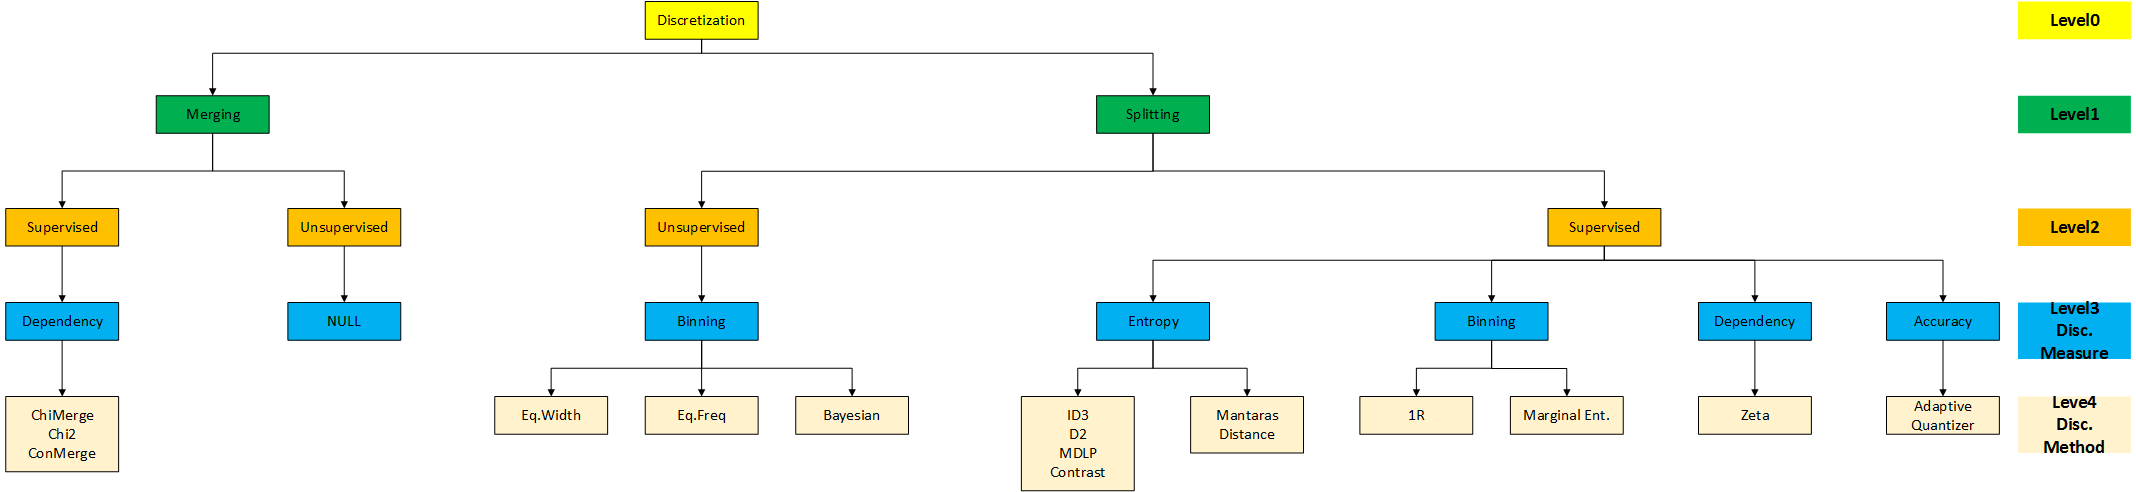 Discretization
Level0
Merging
Splitting
Level1
Supervised
Unsupervised
Unsupervised
Supervised
Level2
Dependency
NULL
Binning
Entropy
Binning
Dependency
Accuracy
Level3
Disc.
Measure
ChiMerge
Chi2
ConMerge
Eq.Width
Eq.Freq
Bayesian
ID3
D2
MDLP
Contrast
Mantaras
Distance
1R
Marginal Ent.
Zeta
Adaptive
Quantizer
Leve4
Disc.
Method